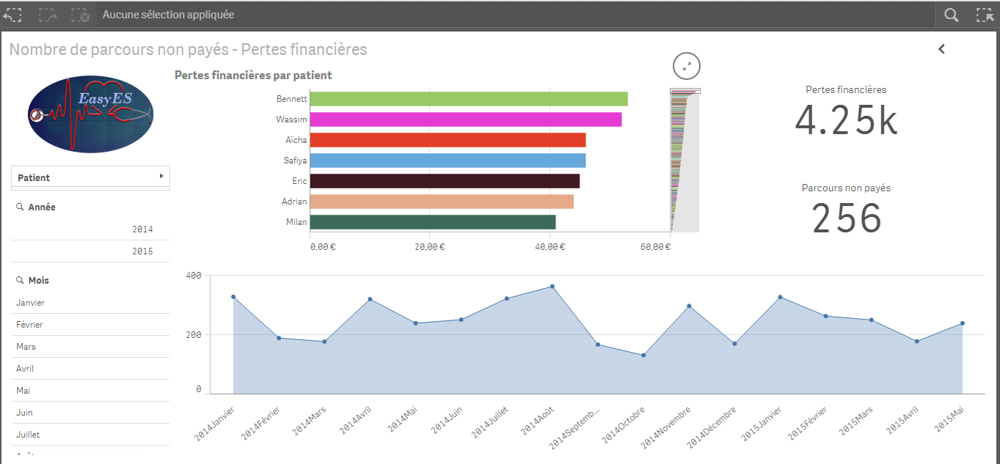 Aucune sélection appliquée
Nombre de parcours non payés - Pertes financières
EasyES
Patient
Année
2014
2015
Mois
Janvier
Février
Mars
Avril
Mai
Juin
Juillet
Pertes financières par patient
Bennett
Wassim
Aïcha
Safiya
Eric
Adrian
Milan
0,00 € 20,00 € 40,00 € 60,00 €
Pertes financières
4.25k
Parcours non payés
256
400
200
0
2014Janvier 2014Février 2014Mars 2014Avril 2014Mai 2014Juin 2014Juillet 2014Août 2014Septemb... 2014Octobre 2014Novembre 2014Décembre 2015Janvier 2015Février 2015Mars 2015Avril 2015Mai